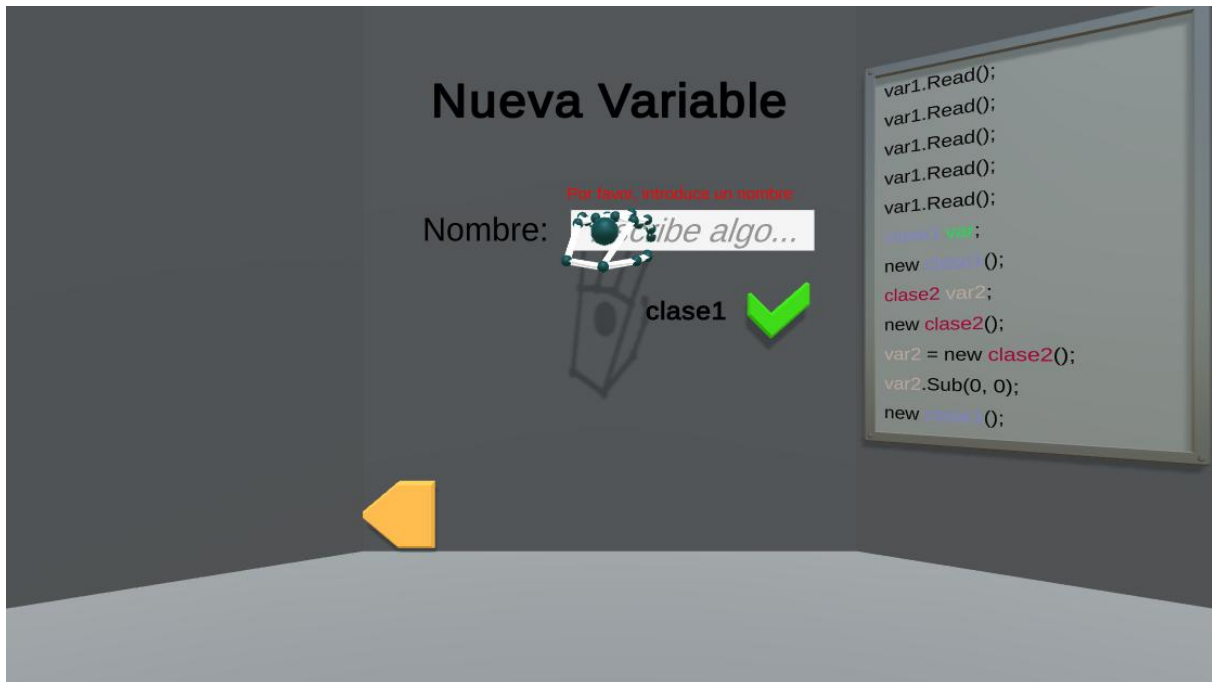 Nueva Variable
Por favor, introduzca un nombre
Nombre:
algo...
clase1
var1.Read();
var1.Read();
var1.Read();
var1.Read();
var1.Read();
var;
new ();
clase2 var2;
new clase2();
var2 = new clase2();
var2.Sub(0, 0);
new ();